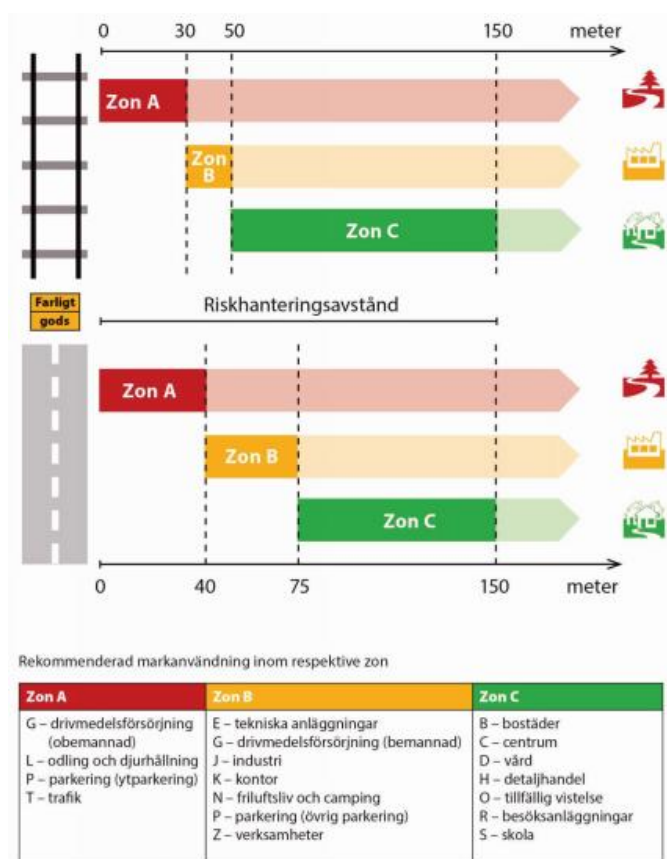 0 30 50 150 meter
Zon A
Zon
B
Zon C
Farligt
gods
Riskhanteringsavstånd
Zon A
Zon B
Zon C
0 40 75 150 meter
Rekommenderad markanvändning inom respektive zon
Zon A
G – drivmedelsförsörjning
(obemannad)
L – odling och djurhållning
P – parkering (ytparkering)
T – trafik
Zon B
E – tekniska anläggningar
G – drivmedelsförsörjning (bemannad)
J – industri
K – kontor
N – friluftsliv och camping
P – parkering (övrig parkering)
Z – verksamheter
Zon C
B – bostäder
C – centrum
D – vård
H – detaljhandel
O – tillfällig vistelse
R – besöksanläggningar
S – skola